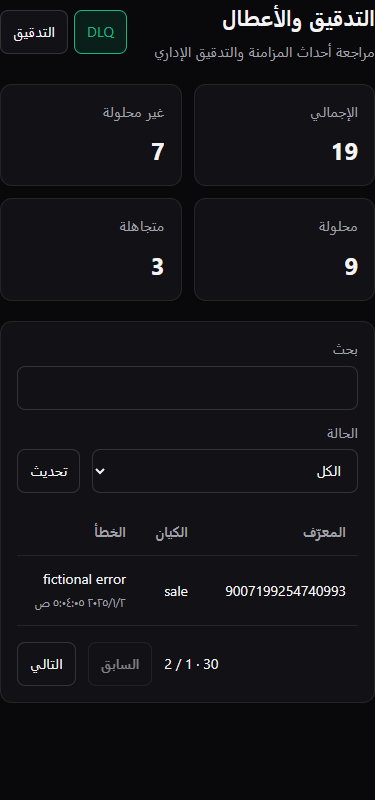 التدقيق والأعطال
مراجعة أحداث المزامنة والتدقيق الإداري
DLQ
التدقيق
الإجمالي
19
غير محلولة
7
محلولة
9
متجاهلة
3
بحث
الحالة
الكل
تحديث
المعرّف الكيان الخطأ
9007199254740993 sale fictional error
٢‏/١‏/٢٠٢٥ ٥:٠٤:٠٥ ص
30 · 1 / 2
السابق
التالي